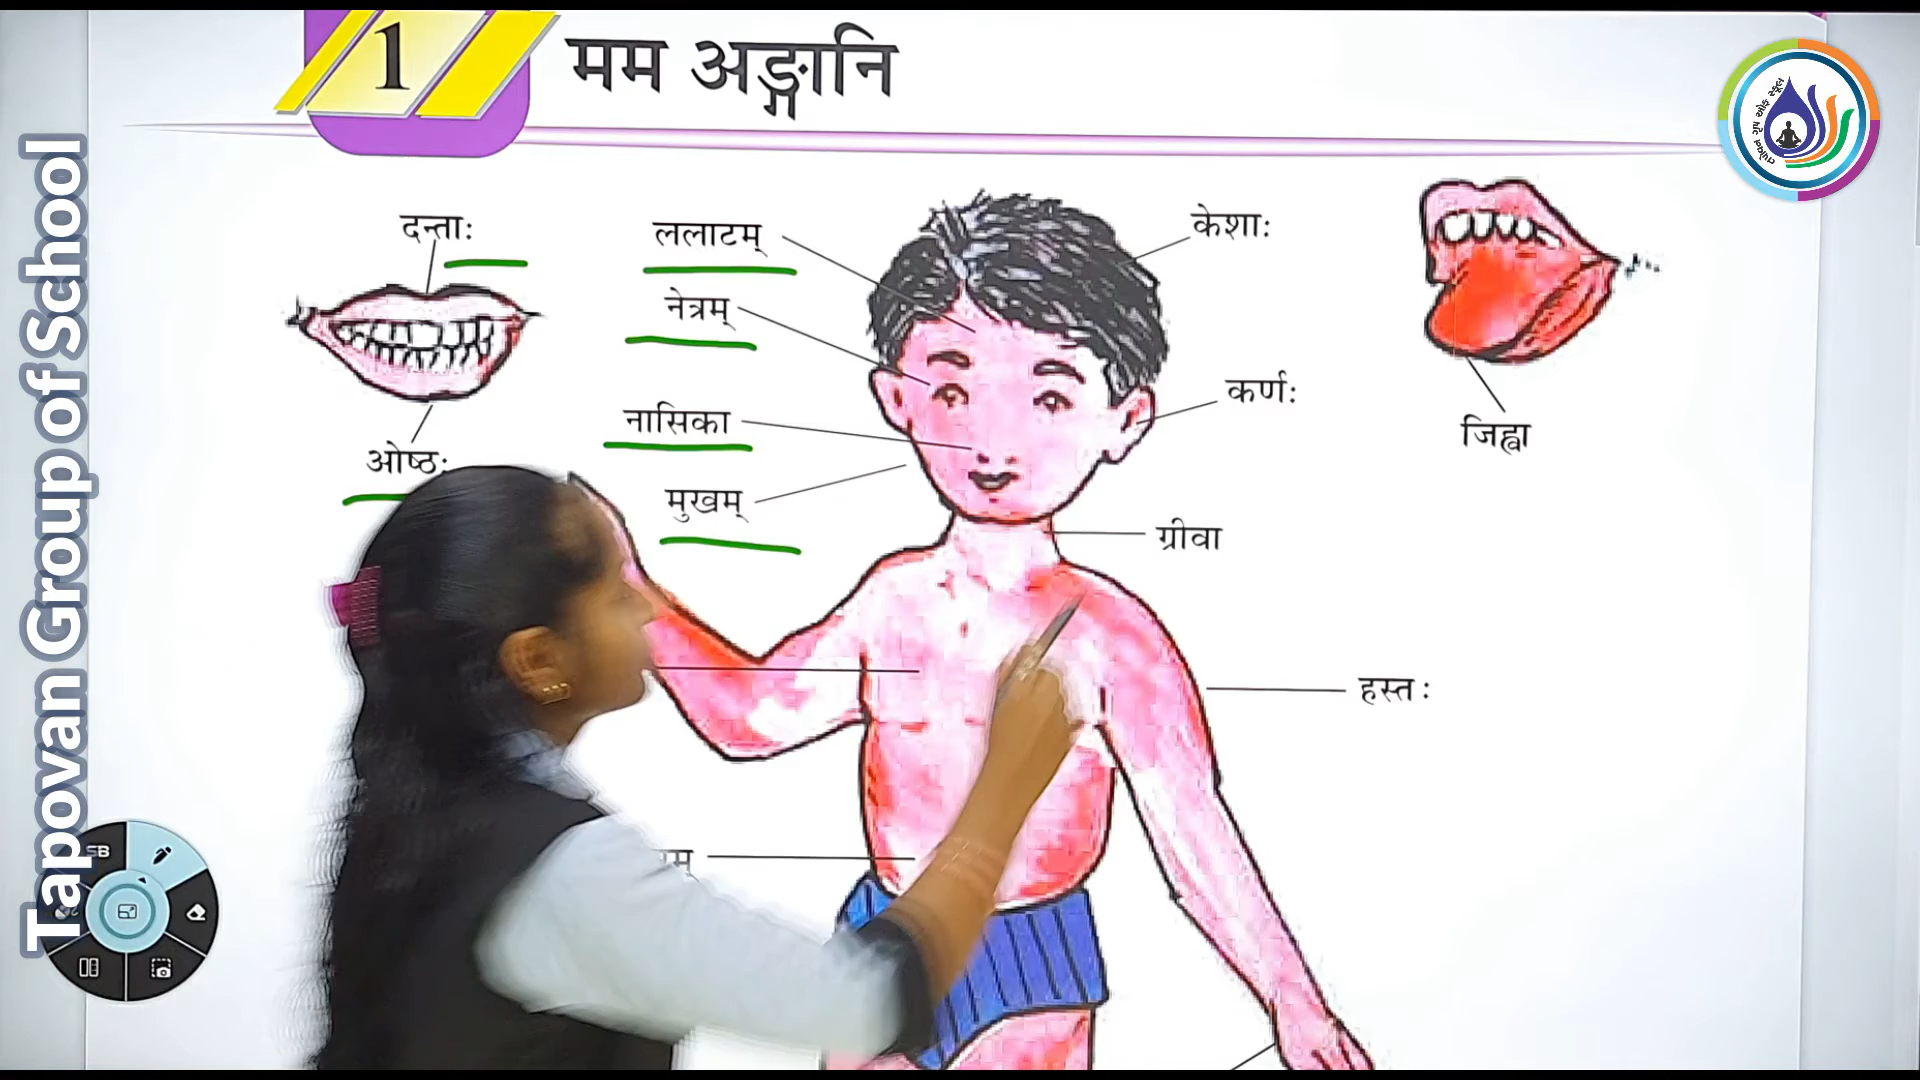 1 मम अङ्गानि
दन्ताः
ललाटम्
केशाः
नेत्रम्
कर्णः
नासिका
जिह्वा
ओष्ठः
मुखम्
ग्रीवा
हस्तः
Tapovan Group of School